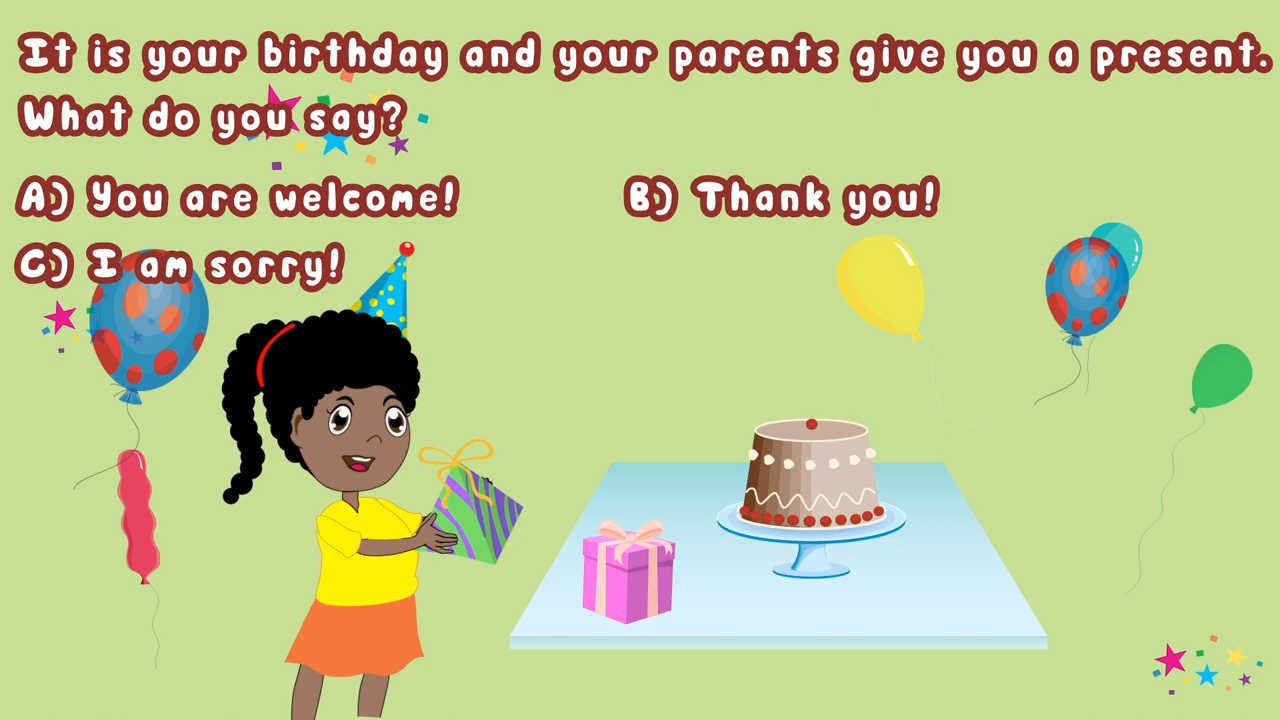 It is your birthday and your parents give you a present.
What do you say?
A) You are welcome!
B) Thank you!
C) I am sorry!